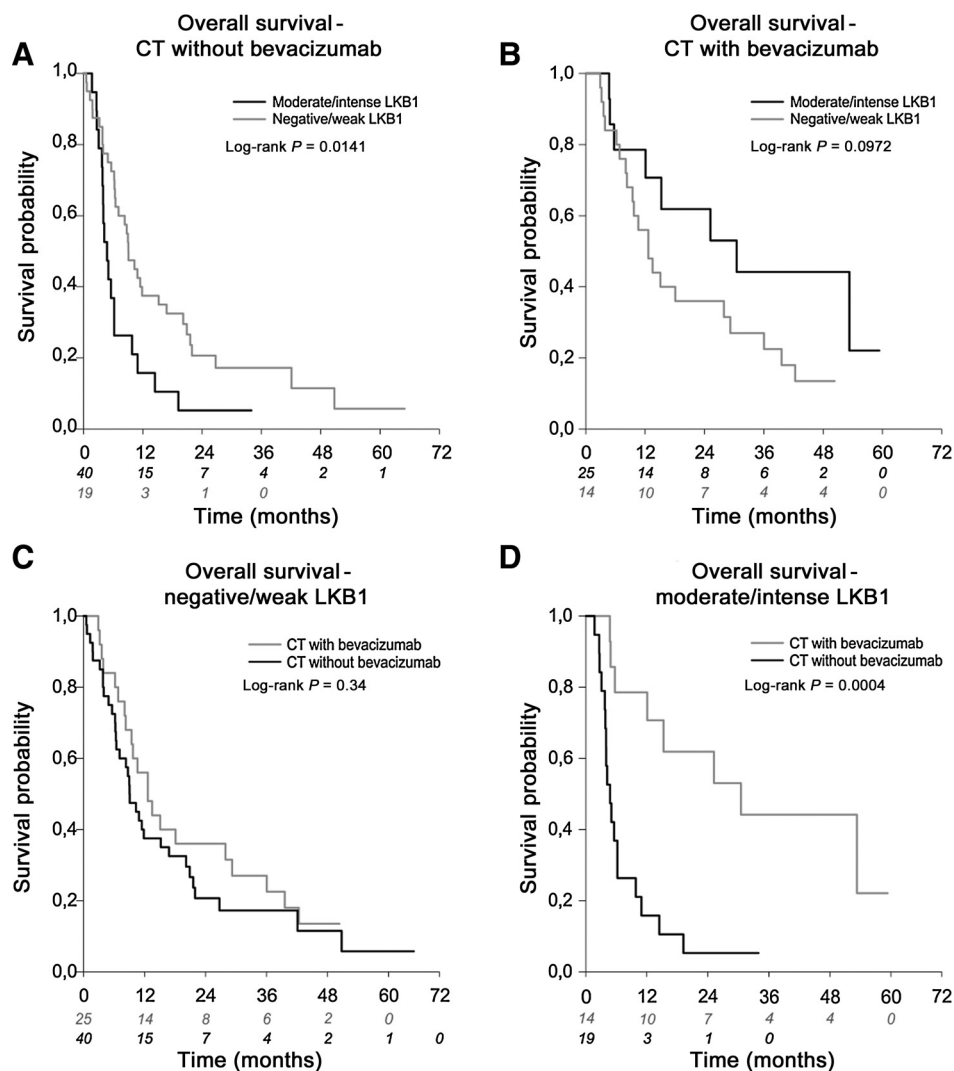 A
Overall survival-
CT without bevacizumab
Moderate/intense LKB1
Negative/weak LKB1
Log-rank P = 0.0141
Survival probability
1,0
0,8
0,6
0,4
0,2
0,0
0 12 24 36 48 60 72
40 15 7 4 2 1
19 3 1 0
Time (months)
B
Overall survival-
CT with bevacizumab
Moderate/intense LKB1
Negative/weak LKB1
Log-rank P = 0.0972
Survival probability
1,0
0,8
0,6
0,4
0,2
0,0
0 12 24 36 48 60 72
25 14 8 6 2 0
14 10 7 4 4 0
Time (months)
C
Overall survival-
negative/weak LKB1
CT with bevacizumab
CT without bevacizumab
Log-rank P = 0.34
Survival probability
1,0
0,8
0,6
0,4
0,2
0,0
0 12 24 36 48 60 72
25 14 8 6 2 0
40 15 7 4 2 1 0
Time (months)
D
Overall survival-
moderate/intense LKB1
CT with bevacizumab
CT without bevacizumab
Log-rank P = 0.0004
Survival probability
1,0
0,8
0,6
0,4
0,2
0,0
0 12 24 36 48 60 72
14 10 7 4 4 0
19 3 1 0
Time (months)